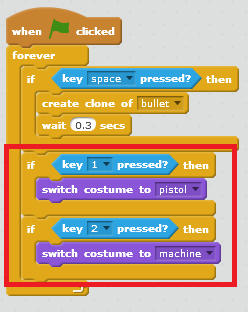 when clicked
forever
if key space pressed? then
create clone of bullet
wait 0.3 secs
if key 1 pressed? then
switch costume to pistol
if key 2 pressed? then
switch costume to machine